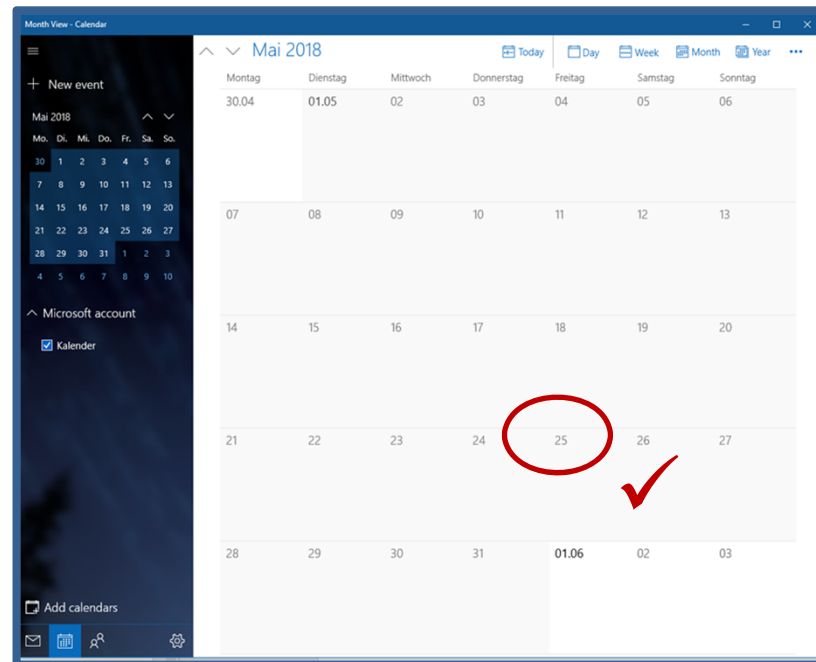 Month View - Calendar
New event
Mai 2018
Mo. Di. Mi. Do. Fr. Sa. So.
30 1 2 3 4 5 6
7 8 9 10 11 12 13
14 15 16 17 18 19 20
21 22 23 24 25 26 27
28 29 30 31 1 2 3
4 5 6 7 8 9 10
Microsoft account
Kalender
Add calendars
Mai 2018
Today Day Week Month Year
Montag Dienstag Mittwoch Donnerstag Freitag Samstag Sonntag
30.04 01.05 02 03 04 05 06
07 08 09 10 11 12 13
14 15 16 17 18 19 20
21 22 23 24 25 26 27
28 29 30 31 01.06 02 03